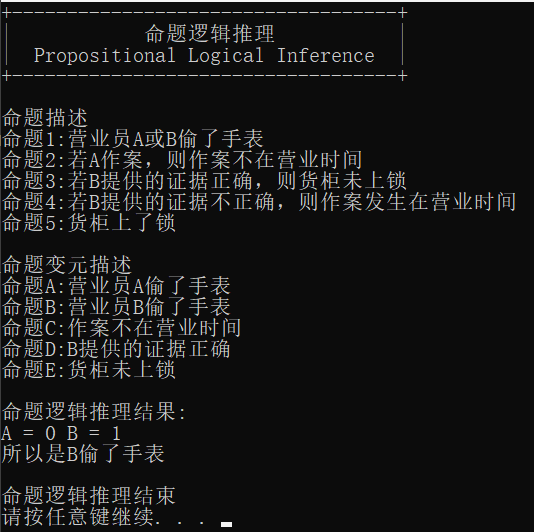 +-----------------------------------+
|           命题逻辑推理            |
|  Propositional Logical Inference  |
+-----------------------------------+
命题描述
命题1:营业员A或B偷了手表
命题2:若A作案，则作案不在营业时间
命题3:若B提供的证据正确，则货柜未上锁
命题4:若B提供的证据不正确，则作案发生在营业时间
命题5:货柜上了锁
命题变元描述
命题A:营业员A偷了手表
命题B:营业员B偷了手表
命题C:作案不在营业时间
命题D:B提供的证据正确
命题E:货柜未上锁
命题逻辑推理结果:
A = 0 B = 1
所以是B偷了手表
命题逻辑推理结束
请按任意键继续. . .